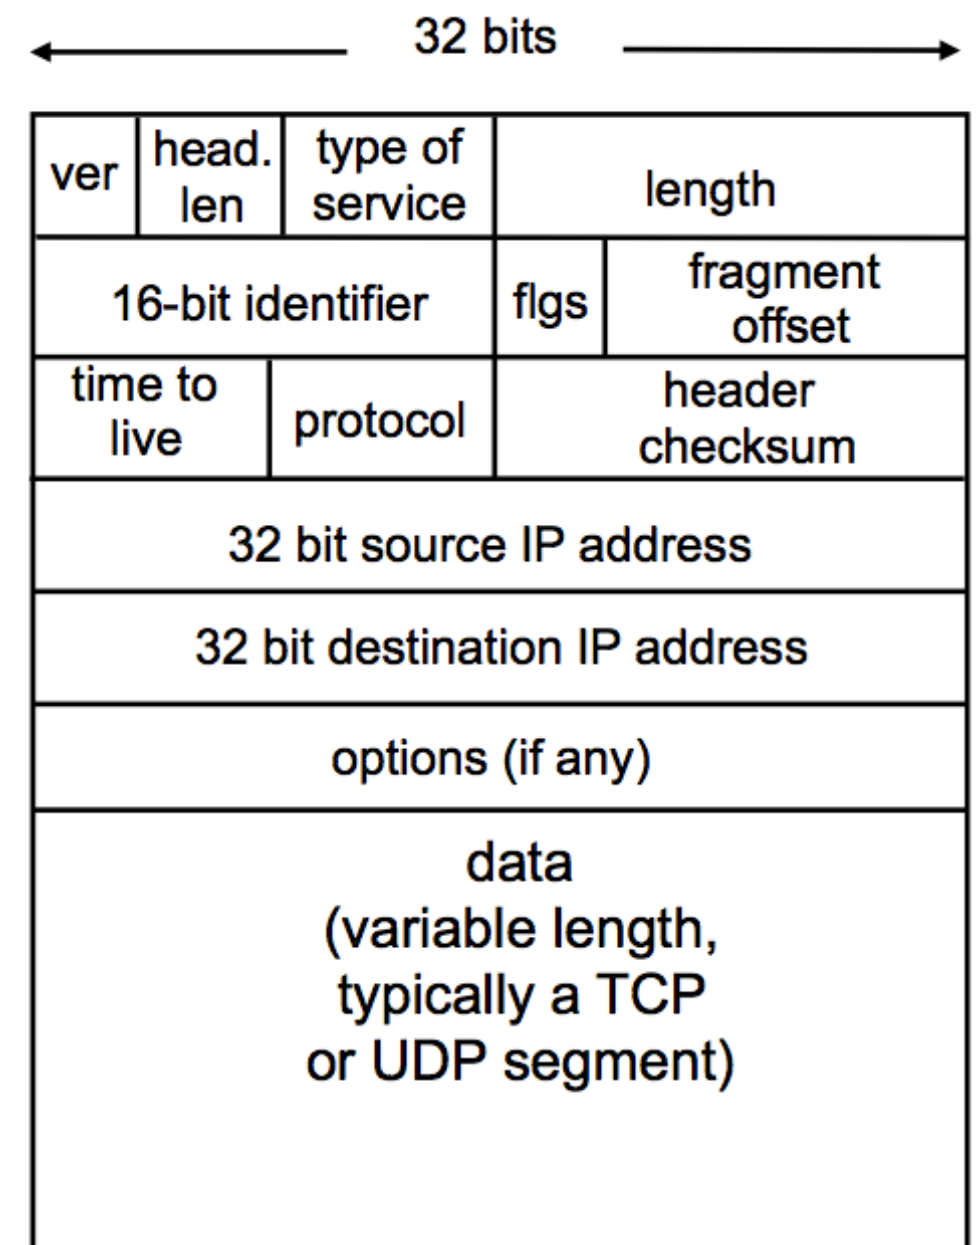 32 bits
ver
head.
len
type of
service
length
16-bit identifier
flgs
fragment
offset
time to
live
protocol
header
checksum
32 bit source IP address
32 bit destination IP address
options (if any)
data
(variable length,
typically a TCP
or UDP segment)